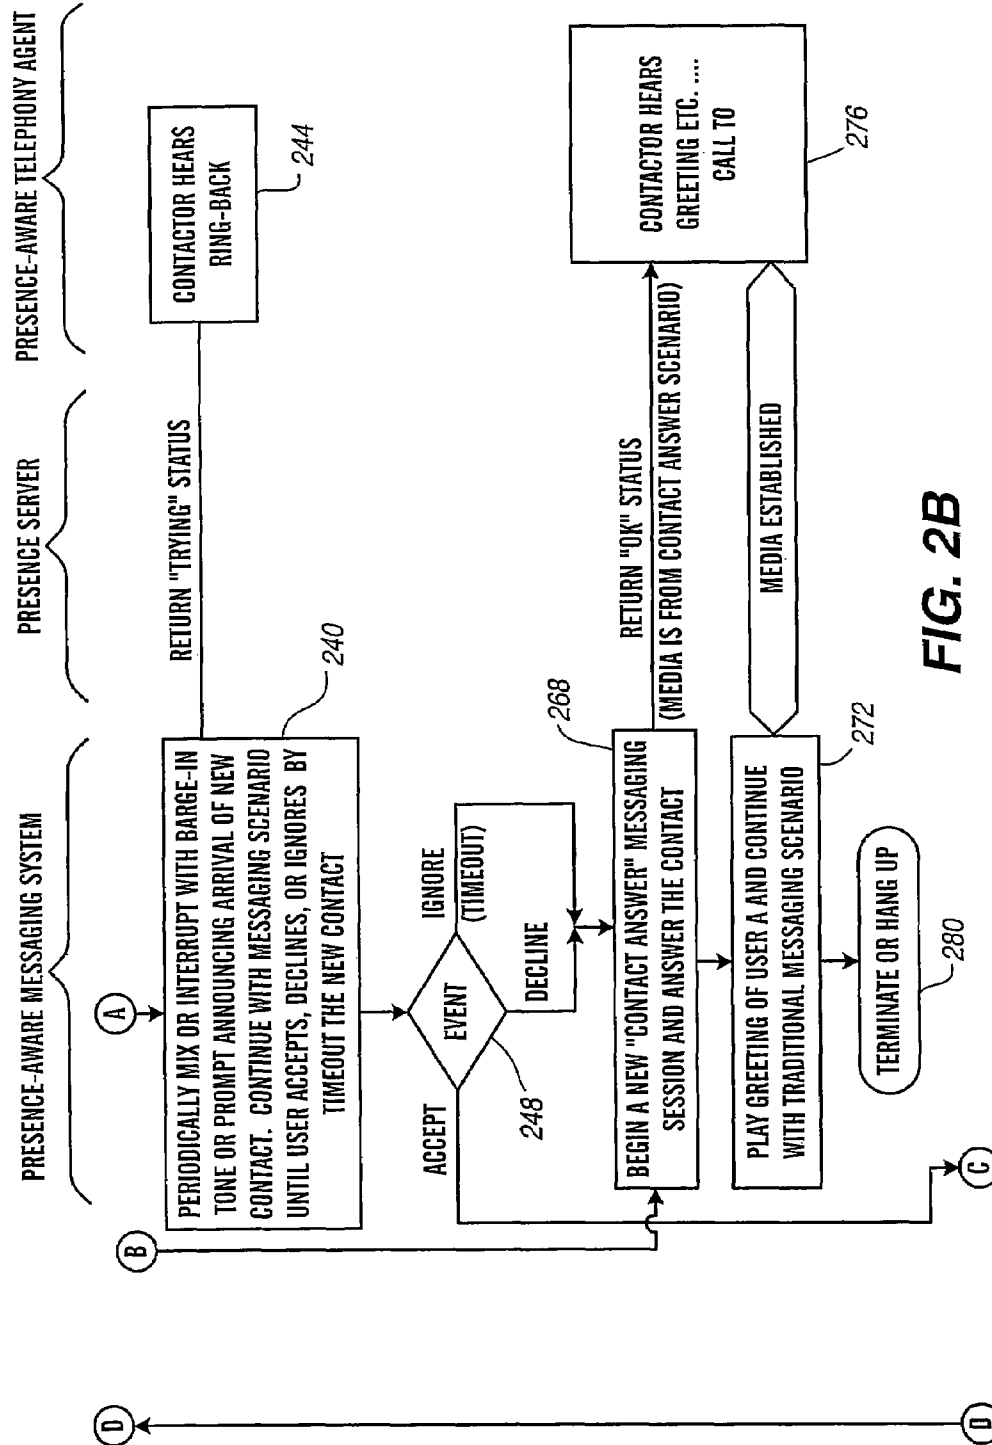 PRESENCE-AWARE MESSAGING SYSTEM
PRESENCE SERVER
PRESENCE-AWARE TELEPHONY AGENT
A
B
D
PERIODICALLY MIX OR INTERRUPT WITH BARGE-IN
TONE OR PROMPT ANNOUNCING ARRIVAL OF NEW
CONTACT. CONTINUE WITH MESSAGING SCENARIO
UNTIL USER ACCEPTS, DECLINES, OR IGNORES BY
TIMEOUT THE NEW CONTACT
240
RETURN "TRYING" STATUS
CONTACTOR HEARS
RING-BACK
244
ACCEPT
EVENT
248
IGNORE
(TIMEOUT)
DECLINE
268
BEGIN A NEW "CONTACT ANSWER" MESSAGING
SESSION AND ANSWER THE CONTACT
RETURN "OK" STATUS
(MEDIA IS FROM CONTACT ANSWER SCENARIO)
CONTACTOR HEARS
GREETING ETC. ....
CALL TO
276
PLAY GREETING OF USER A AND CONTINUE
WITH TRADITIONAL MESSAGING SCENARIO
272
MEDIA ESTABLISHED
TERMINATE OR HANG UP
280
C
D
FIG. 2B